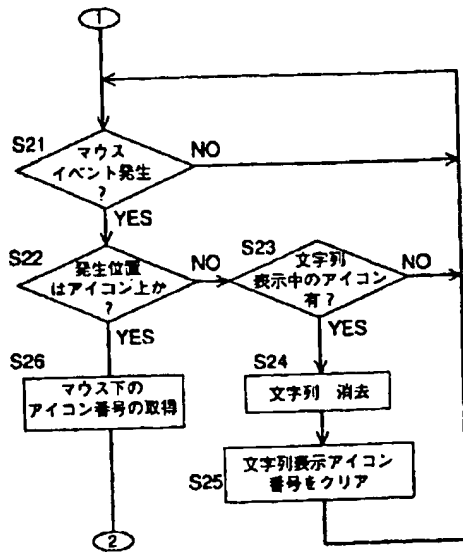 1
S21
マウス
イベント発生
?
NO
YES
S22
発生位置
はアイコン上か
?
NO
YES
S23
文字列
表示中のアイコン
有?
NO
YES
S24
文字列 消去
S25
文字列表示アイコン
番号をクリア
S26
マウス下の
アイコン番号の取得
2